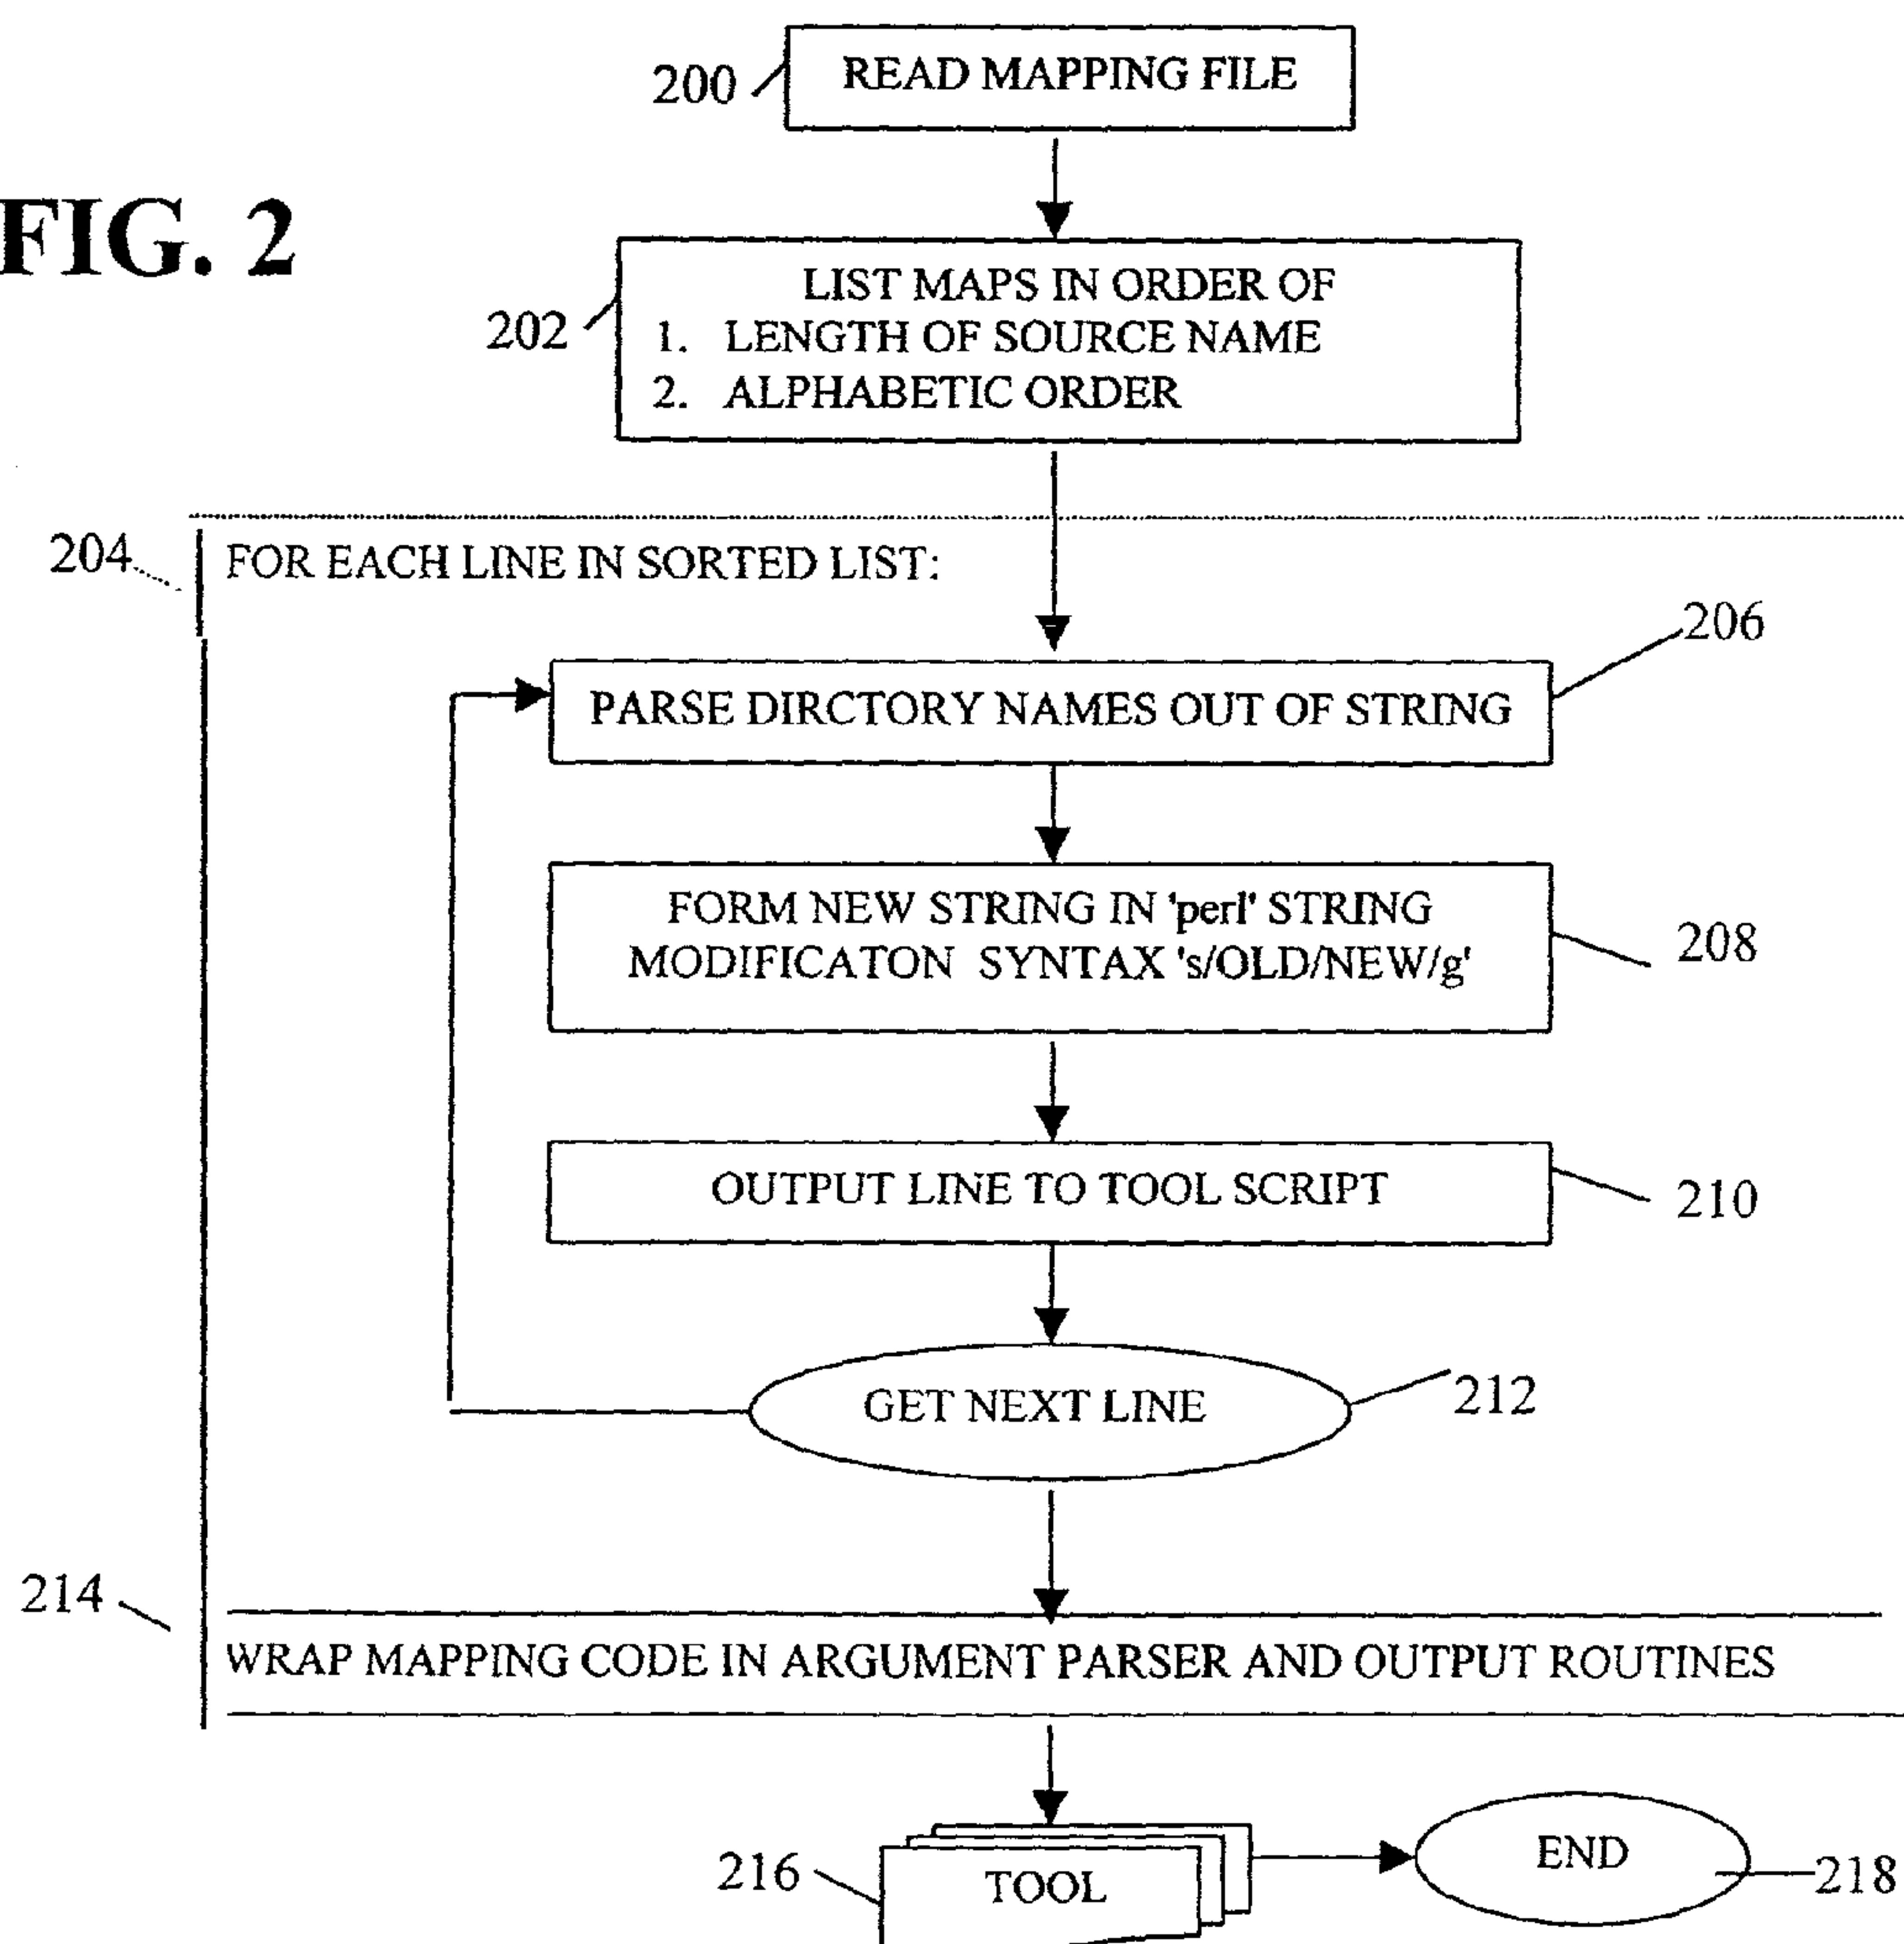 200
READ MAPPING FILE
FIG. 2
202
LIST MAPS IN ORDER OF
1. LENGTH OF SOURCE NAME
2. ALPHABETIC ORDER
204
FOR EACH LINE IN SORTED LIST:
206
PARSE DIRCTORY NAMES OUT OF STRING
FORM NEW STRING IN 'perl' STRING
MODIFICATON SYNTAX 's/OLD/NEW/g'
208
OUTPUT LINE TO TOOL SCRIPT
210
GET NEXT LINE
212
214
WRAP MAPPING CODE IN ARGUMENT PARSER AND OUTPUT ROUTINES
216
TOOL
END
218